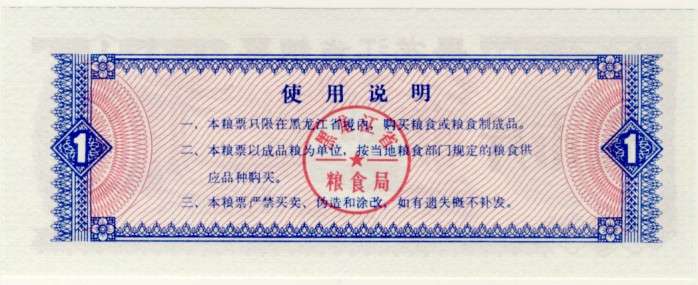 使用说明
一、本粮票只限在黑龙江省境内，购买粮食或粮食制成品。
二、本粮票以成品粮为单位，按当地粮食部门规定的粮食供
应品种购买。
三、本粮票严禁买卖、伪造和涂改，如有遗失概不补发。
黑龙江省
粮食局
1
1